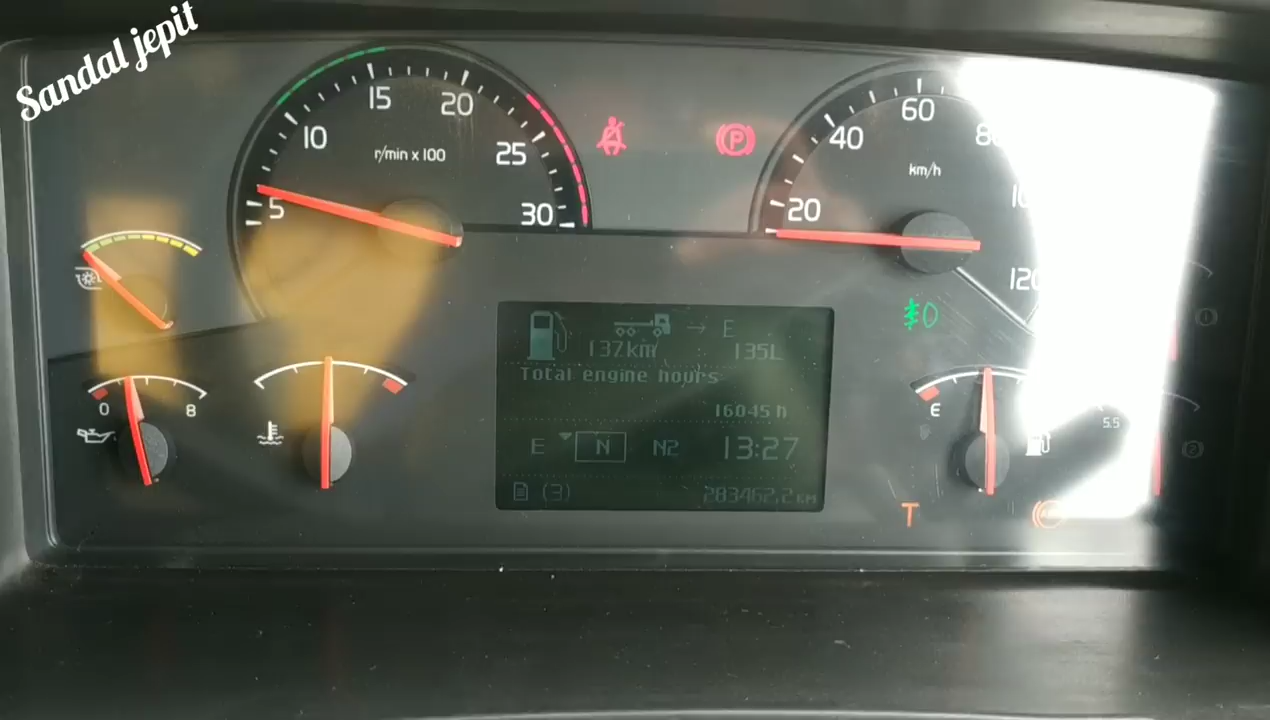 Sandal jepit
5
10
15
20
25
30
r/min x 100
20
40
60
120
km/h
0
8
137km
→ E
135L
Total engine hours
16045 h
E N N2 13:27
(3) 283462,2 KM
E
5.5
T